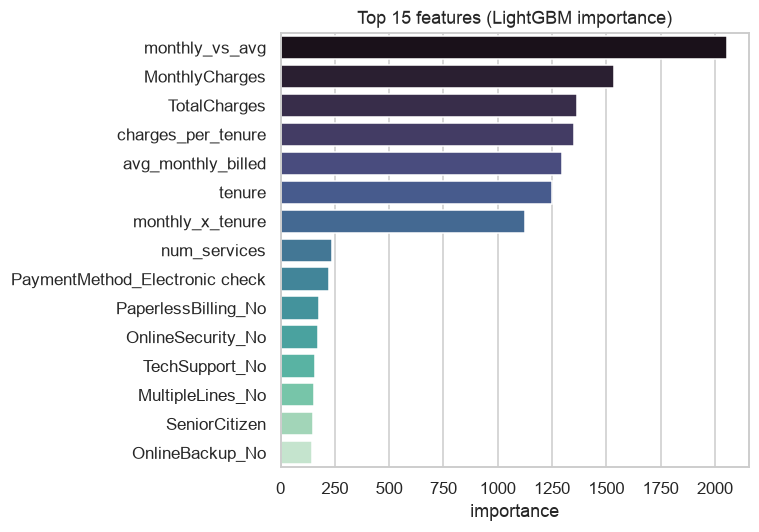 Top 15 features (LightGBM importance)
monthly_vs_avg
MonthlyCharges
TotalCharges
charges_per_tenure
avg_monthly_billed
tenure
monthly_x_tenure
num_services
PaymentMethod_Electronic check
PaperlessBilling_No
OnlineSecurity_No
TechSupport_No
MultipleLines_No
SeniorCitizen
OnlineBackup_No
0 250 500 750 1000 1250 1500 1750 2000
importance